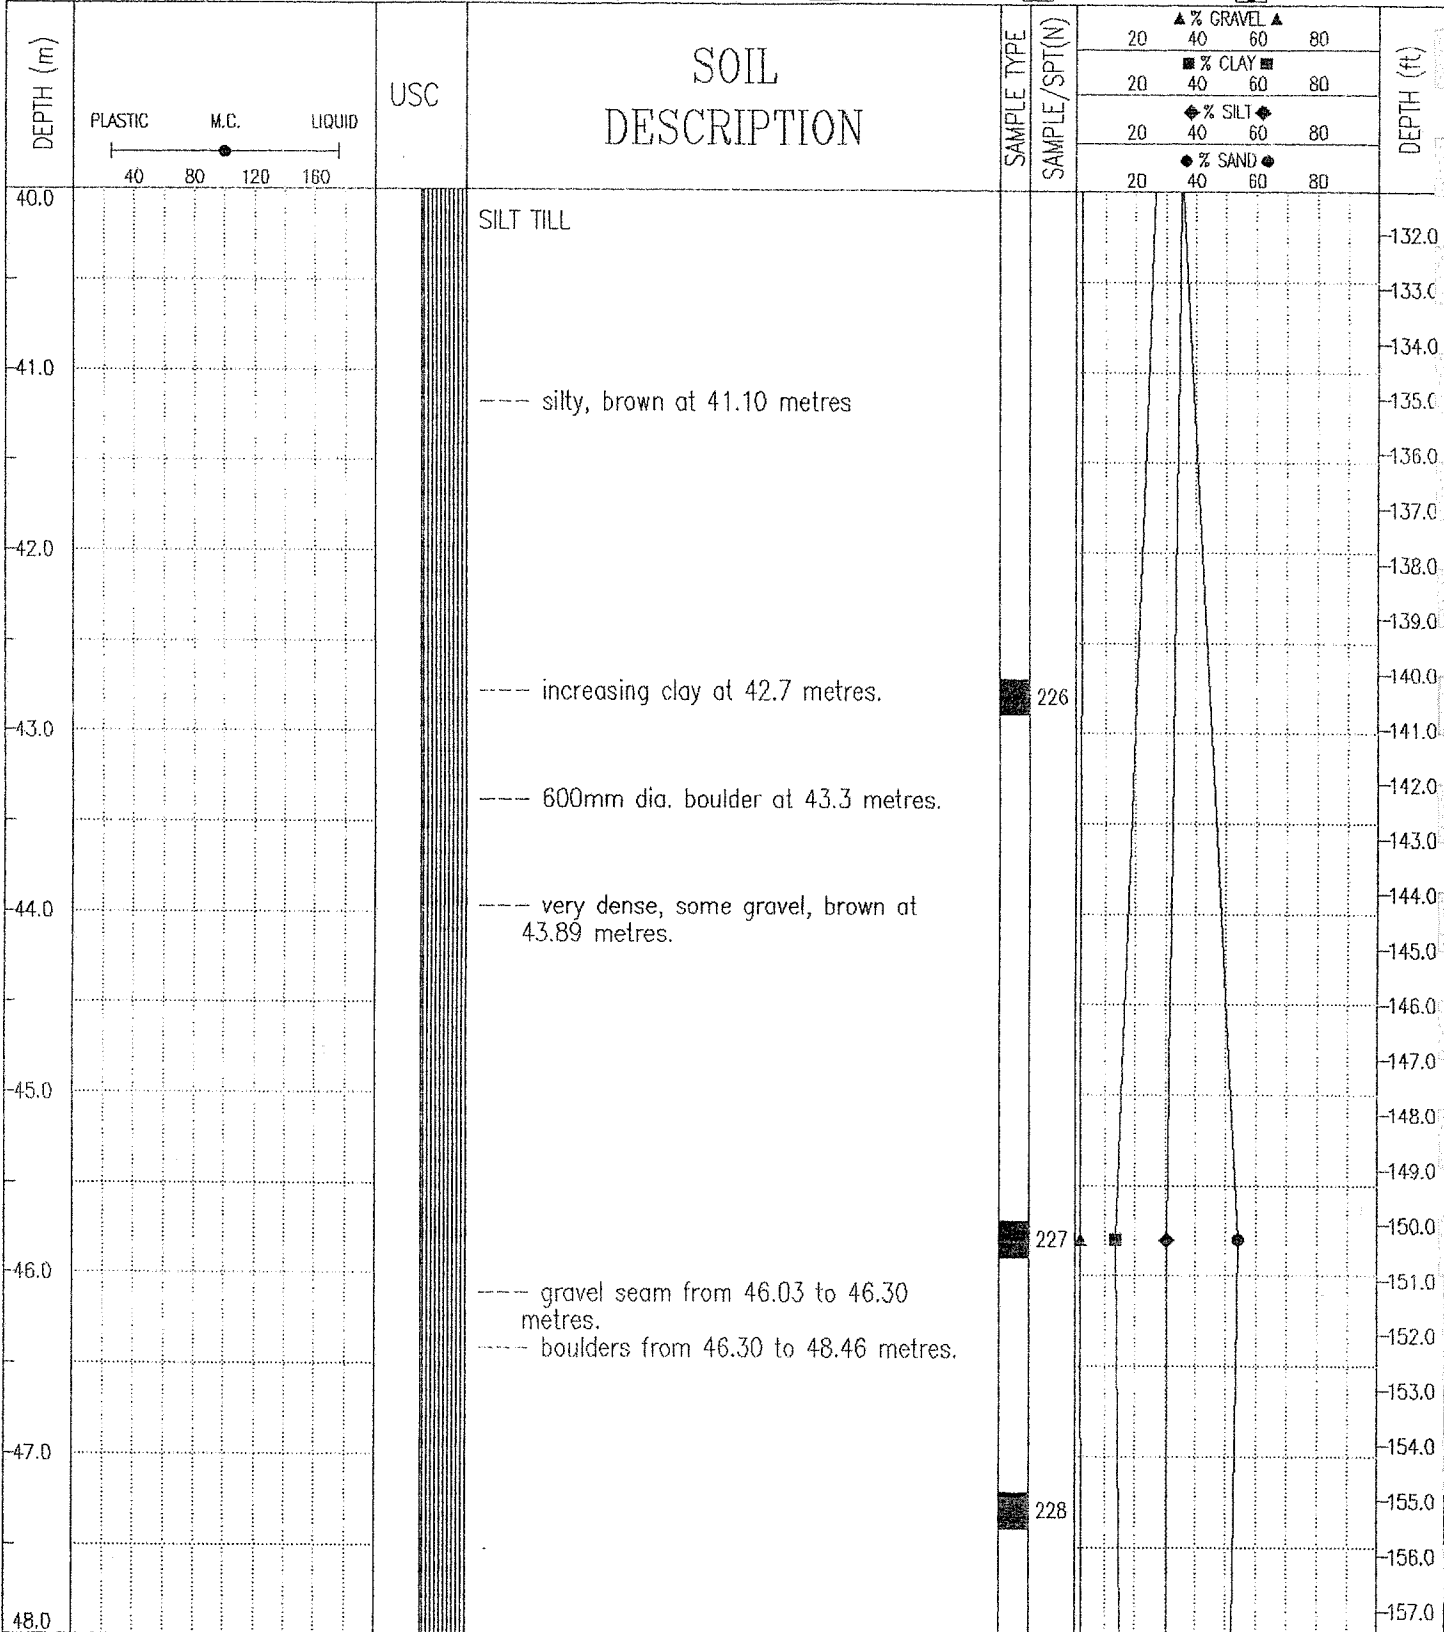 DEPTH (m)
PLASTIC M.C. LIQUID
40 80 120 160
USC
SOIL
DESCRIPTION
SAMPLE TYPE
SAMPLE/SPT(N)
▲ % GRAVEL ▲
20 40 60 80
■ % CLAY ■
20 40 60 80
◆ % SILT ◆
20 40 60 80
● % SAND ●
20 40 60 80
DEPTH (ft)
40.0
41.0
42.0
43.0
44.0
45.0
46.0
47.0
48.0
SILT TILL
--- silty, brown at 41.10 metres
---- increasing clay at 42.7 metres.
---- 600mm dia. boulder at 43.3 metres.
---- very dense, some gravel, brown at
43.89 metres.
---- gravel seam from 46.03 to 46.30
metres.
---- boulders from 46.30 to 48.46 metres.
226
227
228
132.0
133.0
134.0
135.0
136.0
137.0
138.0
139.0
140.0
141.0
142.0
143.0
144.0
145.0
146.0
147.0
148.0
149.0
150.0
151.0
152.0
153.0
154.0
155.0
156.0
157.0